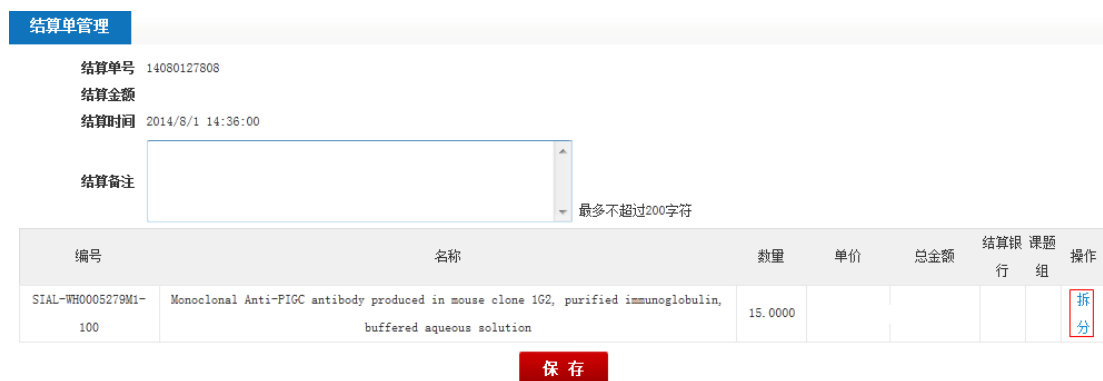 结算单管理
结算单号 14080127808
结算金额
结算时间 2014/8/1 14:36:00
结算备注
最多不超过200字符
编号 名称 数量 单价 总金额 结算银行 课题组 操作
SIAL-WH0005279M1-100 Monoclonal Anti-PIGC antibody produced in mouse clone 1G2, purified immunoglobulin, buffered aqueous solution 15.0000 拆分
保 存